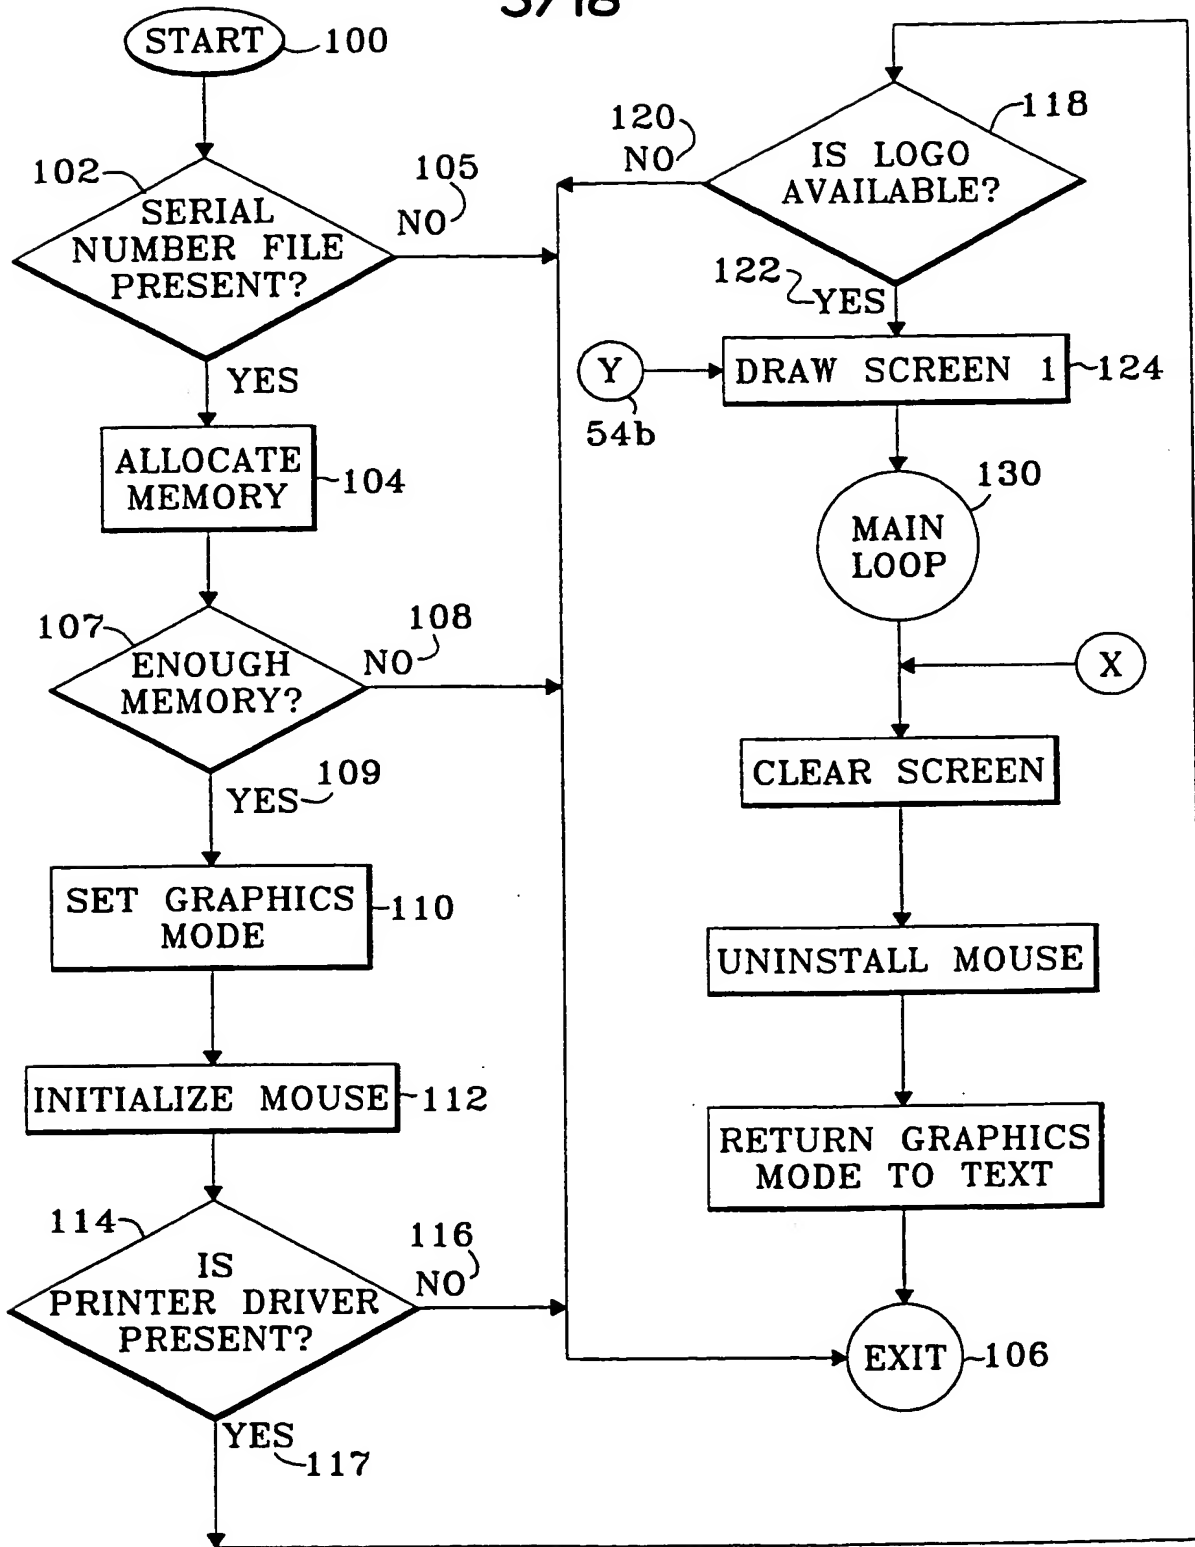 3/18
START
100
102
SERIAL
NUMBER FILE
PRESENT?
105
NO
YES
ALLOCATE
MEMORY
104
107
ENOUGH
MEMORY?
108
NO
YES
109
SET GRAPHICS
MODE
110
INITIALIZE MOUSE
112
114
IS
PRINTER DRIVER
PRESENT?
116
NO
YES
117
118
IS LOGO
AVAILABLE?
120
NO
122
YES
Y
54b
DRAW SCREEN 1
124
130
MAIN
LOOP
X
CLEAR SCREEN
UNINSTALL MOUSE
RETURN GRAPHICS
MODE TO TEXT
EXIT
106